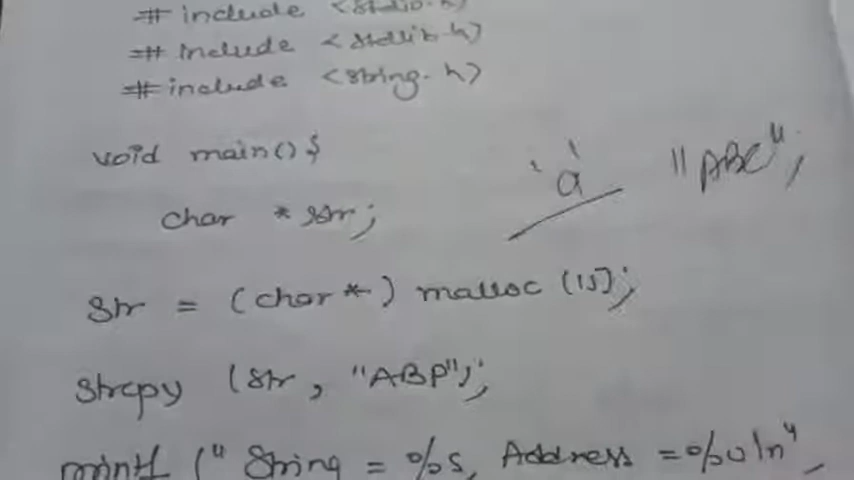 # include <stdio.h>
# include <stdlib.h>
# include <string.h>
void main() {
'a' "ABC";
char * str;
str = (char*) malloc (15);
strcpy (str, "ABP");
printf (" String = %s, Address = %u\n",